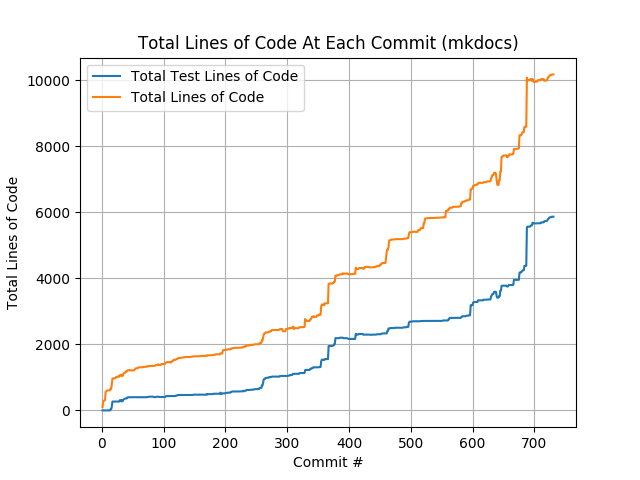 Total Lines of Code At Each Commit (mkdocs)
Total Test Lines of Code
Total Lines of Code
Total Lines of Code
10000
8000
6000
4000
2000
0
0 100 200 300 400 500 600 700
Commit #